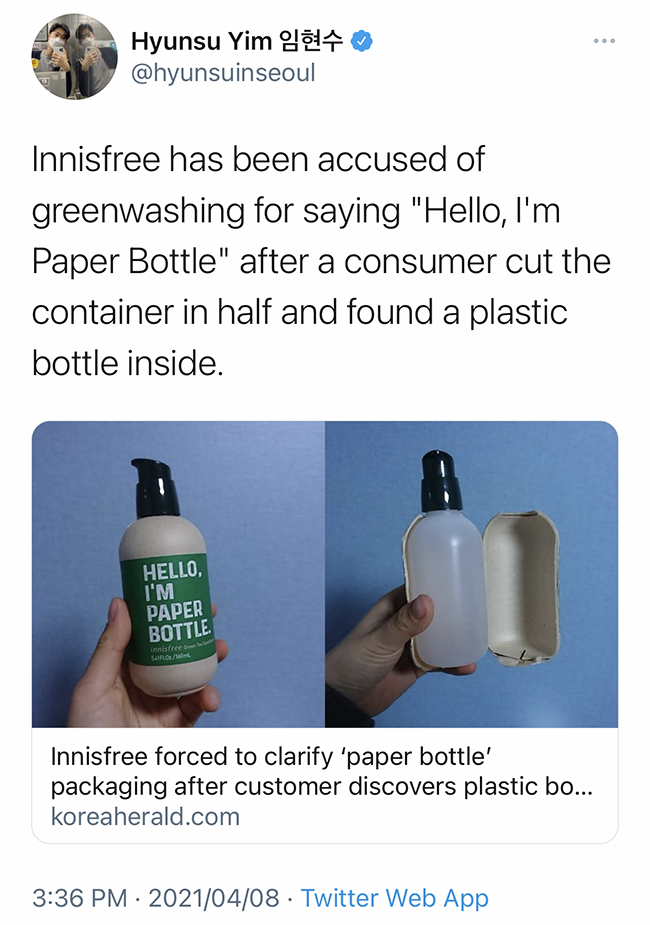 Hyunsu Yim 임현수
@hyunsuinseoul
Innisfree has been accused of
greenwashing for saying "Hello, I'm
Paper Bottle" after a consumer cut the
container in half and found a plastic
bottle inside.
HELLO,
I'M
PAPER
BOTTLE.
innisfree Green Tea
Innisfree forced to clarify ‘paper bottle’
packaging after customer discovers plastic bo...
koreaherald.com
3:36 PM · 2021/04/08 · Twitter Web App